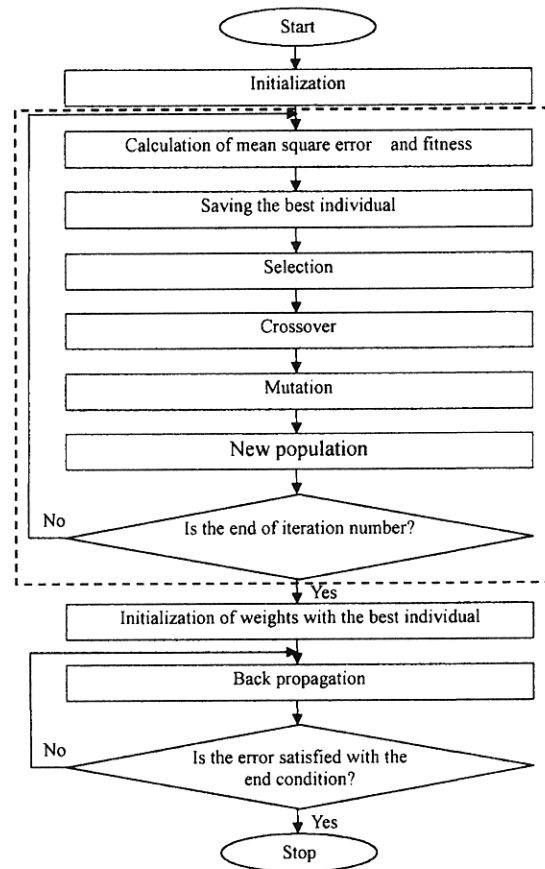 Start
Initialization
Calculation of mean square error and fitness
Saving the best individual
Selection
Crossover
Mutation
New population
Is the end of iteration number?
No
Yes
Initialization of weights with the best individual
Back propagation
Is the error satisfied with the
end condition?
No
Yes
Stop